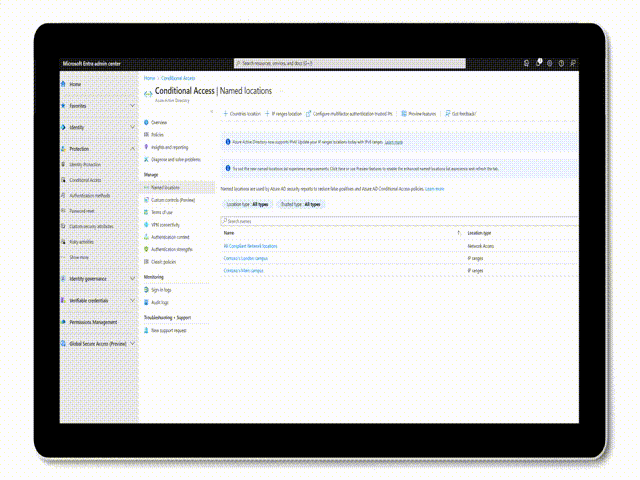 Microsoft Entra admin center
Search resources, services, and docs (G+/)
Home
Favorites
Identity
Protection
Identity Protection
Conditional Access
Authentication methods
Password reset
Custom security attributes
Risky activities
Show more
Identity governance
Verifiable credentials
Permissions Management
Global Secure Access (Preview)
Home > Conditional Access
Conditional Access | Named locations
Azure Active Directory
Overview
Policies
Insights and reporting
Diagnose and solve problems
Manage
Named locations
Custom controls (Preview)
Terms of use
VPN connectivity
Authentication context
Authentication strengths
Classic policies
Monitoring
Sign-in logs
Audit logs
Troubleshooting + Support
New support request
+ Countries location + IP ranges location Configure multifactor authentication trusted IPs Preview features Got feedback?
Azure Active Directory now supports IPv6! Update your IP ranges locations today with IPv6 ranges. Learn more
To try out the new named locations list experience improvements. Click here or use Preview features to enable the enhanced named locations list experience and refresh the tab.
Named locations are used by Azure AD security reports to reduce false positives and Azure AD Conditional Access policies. Learn more
Location type : All types Trusted type : All types
Search names
Name Location type
All Compliant Network locations Network Access
Contoso's London campus IP ranges
Contoso's Main campus IP ranges